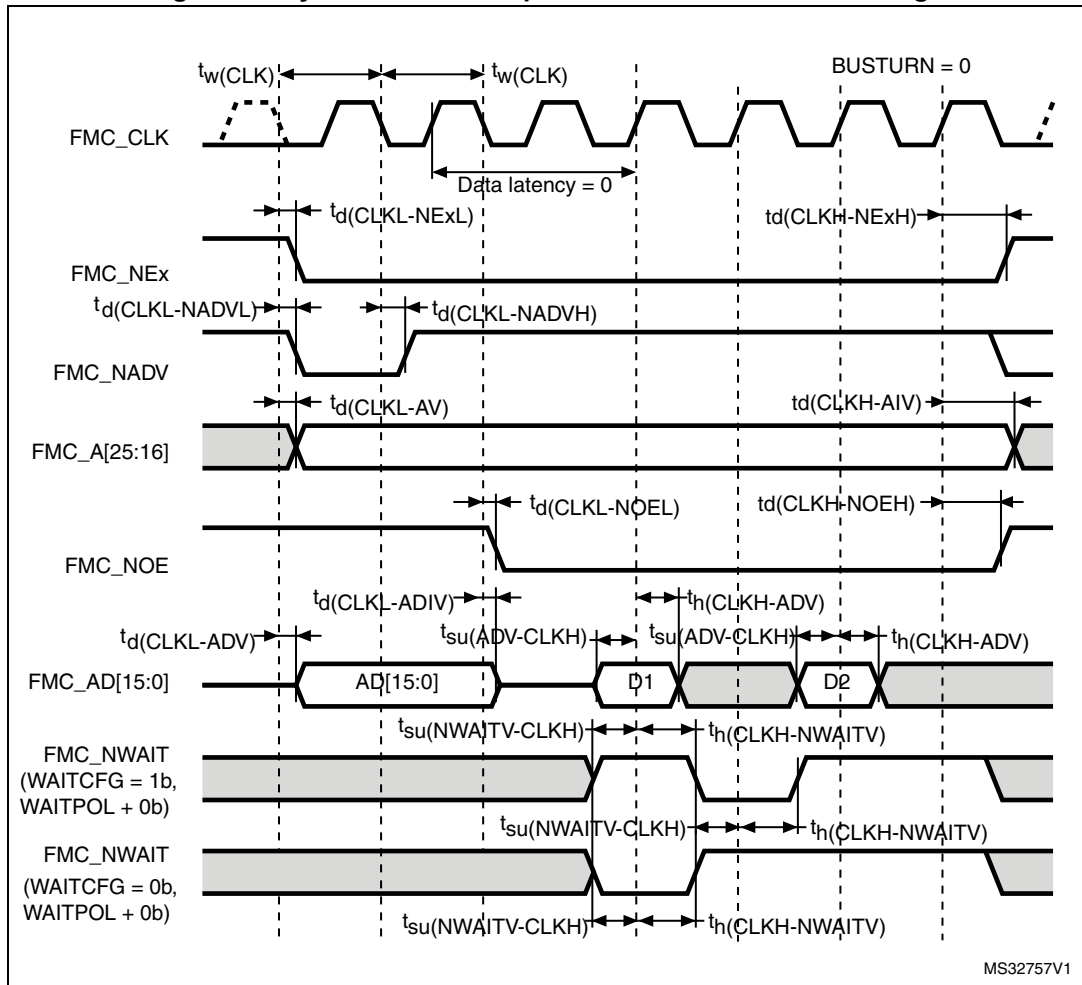 tw(CLK) tw(CLK) BUSTURN = 0
FMC_CLK
Data latency = 0
td(CLKL-NExL) td(CLKH-NExH)
FMC_NEx
td(CLKL-NADVL) td(CLKL-NADVH)
FMC_NADV
td(CLKL-AV) td(CLKH-AIV)
FMC_A[25:16]
td(CLKL-NOEL) td(CLKH-NOEH)
FMC_NOE
td(CLKL-ADIV) th(CLKH-ADV)
td(CLKL-ADV) tsu(ADV-CLKH) tsu(ADV-CLKH) th(CLKH-ADV)
FMC_AD[15:0] AD[15:0] D1 D2
tsu(NWAITV-CLKH) th(CLKH-NWAITV)
FMC_NWAIT
(WAITCFG = 1b,
WAITPOL + 0b)
tsu(NWAITV-CLKH) th(CLKH-NWAITV)
FMC_NWAIT
(WAITCFG = 0b,
WAITPOL + 0b)
tsu(NWAITV-CLKH) th(CLKH-NWAITV)
MS32757V1